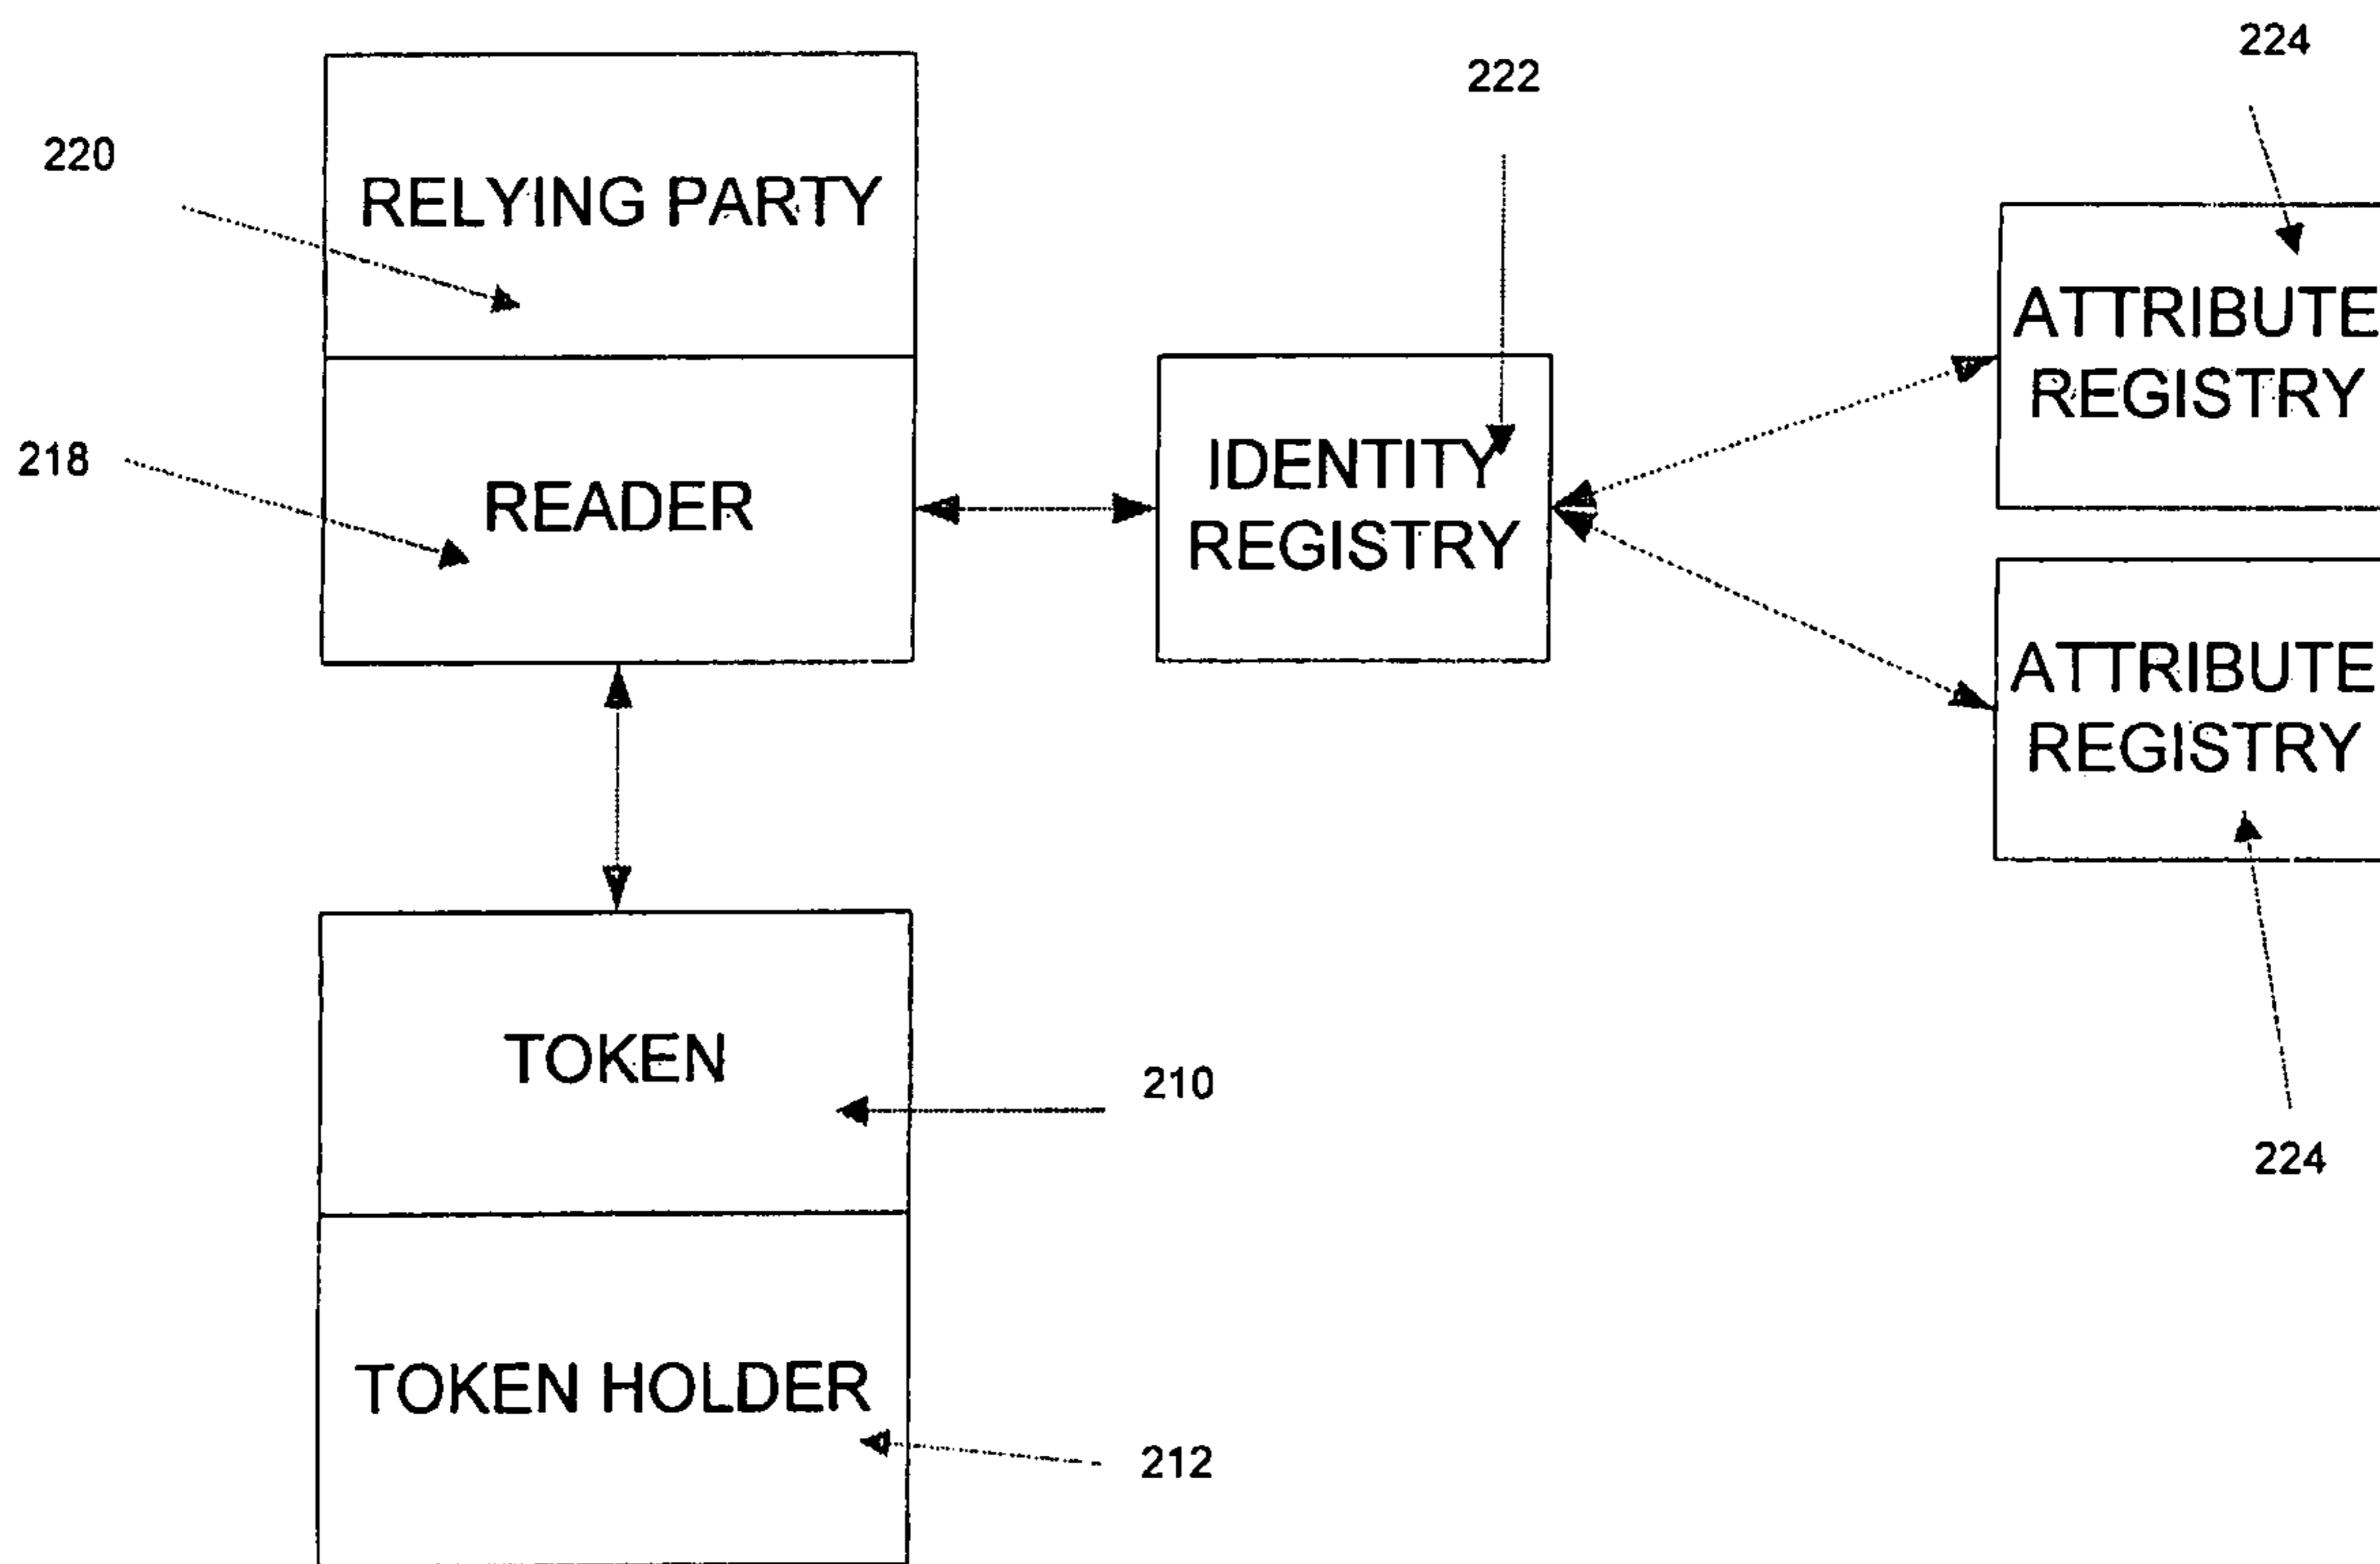 224
222
220
RELYING PARTY
ATTRIBUTE
REGISTRY
218
READER
IDENTITY
REGISTRY
ATTRIBUTE
REGISTRY
TOKEN
210
224
TOKEN HOLDER
212